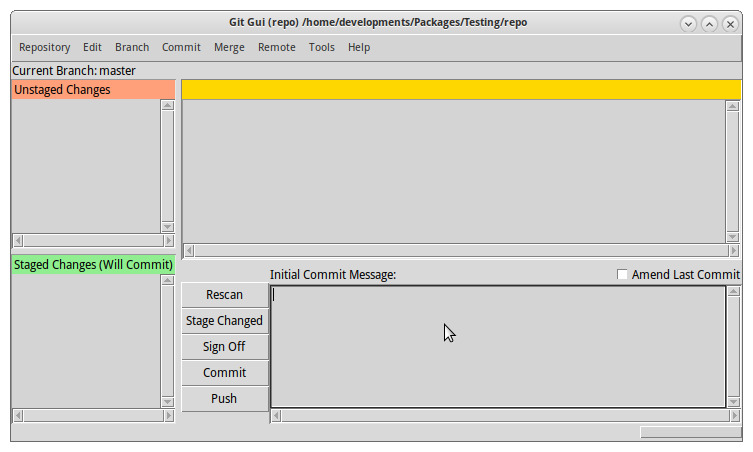 Git Gui (repo) /home/developments/Packages/Testing/repo
Repository Edit Branch Commit Merge Remote Tools Help
Current Branch: master
Unstaged Changes
Staged Changes (Will Commit)
Initial Commit Message: Amend Last Commit
Rescan
Stage Changed
Sign Off
Commit
Push